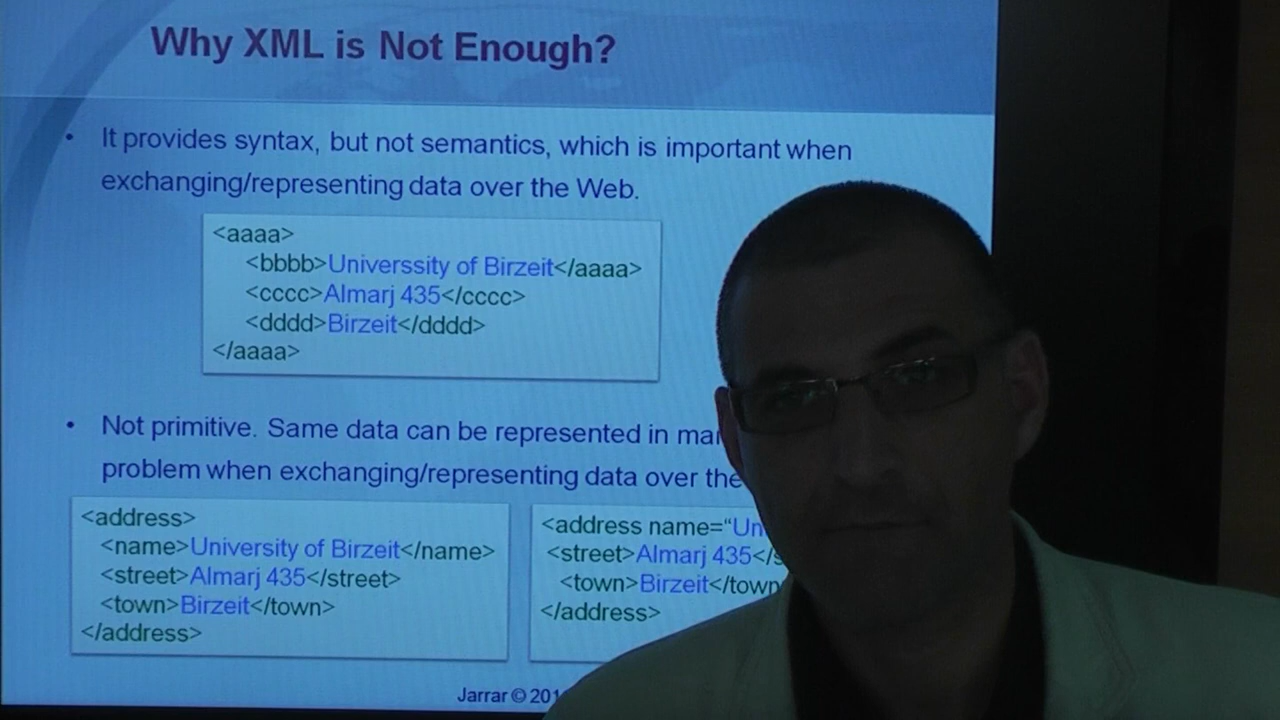 Why XML is Not Enough?
• It provides syntax, but not semantics, which is important when
exchanging/representing data over the Web.
<aaaa>
<bbbb>Universsity of Birzeit</aaaa>
<cccc>Almarj 435</cccc>
<dddd>Birzeit</dddd>
</aaaa>
• Not primitive. Same data can be represented in
problem when exchanging/representing data over the
<address>
<name>University of Birzeit</name>
<street>Almarj 435</street>
<town>Birzeit</town>
</address>
<address name="Un
<street>Almarj 435</s
<town>Birzeit</town
</address>
Jarrar © 201